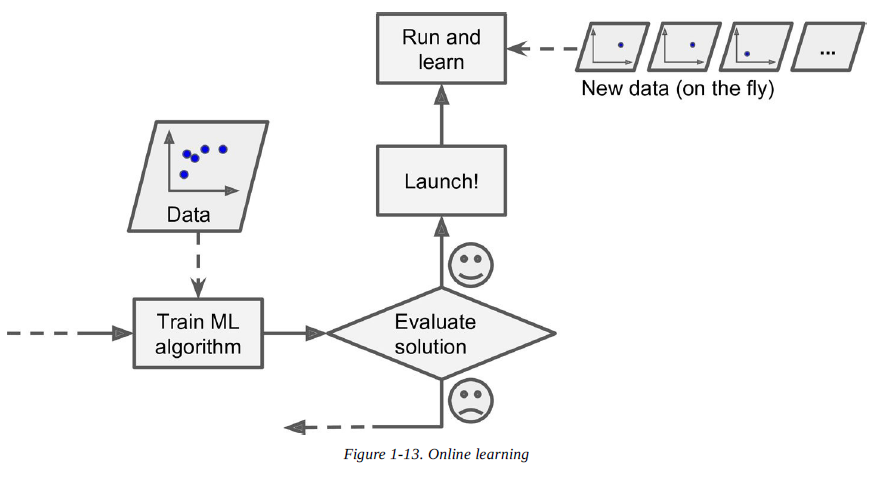 Run and
learn
...
New data (on the fly)
Launch!
Data
Train ML
algorithm
Evaluate
solution
Figure 1-13. Online learning